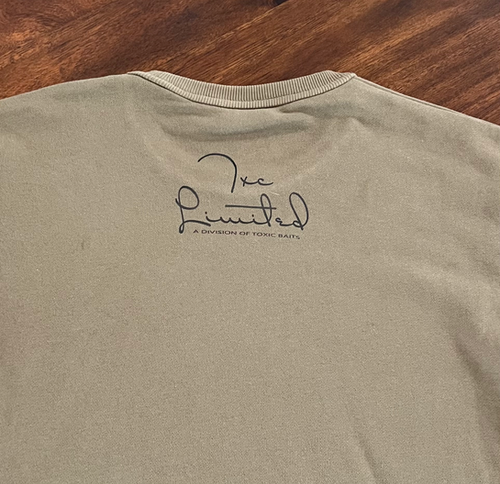 Txc
Limited
A DIVISION OF TOXIC BAITS